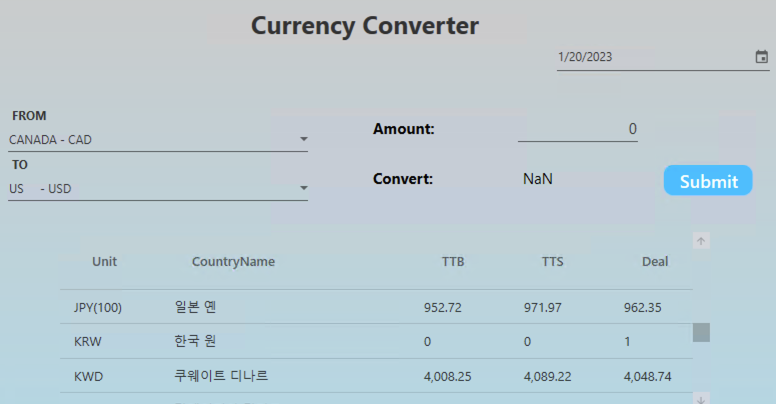 Currency Converter
1/20/2023
FROM
CANADA - CAD
Amount: 0
TO
US - USD
Convert: NaN
Submit
Unit CountryName TTB TTS Deal
JPY(100) 일본 옌 952.72 971.97 962.35
KRW 한국 원 0 0 1
KWD 쿠웨이트 디나르 4,008.25 4,089.22 4,048.74